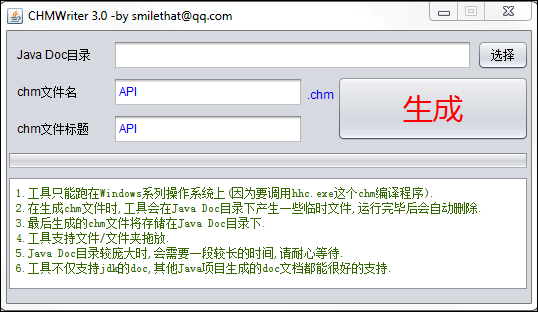 CHMWriter 3.0 -by smilethat@qq.com
Java Doc目录 选择
chm文件名 API .chm
生成
chm文件标题 API
1.工具只能跑在Windows系列操作系统上(因为要调用hhc.exe这个chm编译程序).
2.在生成chm文件时,工具会在Java Doc目录下产生一些临时文件,运行完毕后会自动删除.
3.最后生成的chm文件将存储在Java Doc目录下.
4.工具支持文件/文件夹拖放.
5.Java Doc目录较庞大时,会需要一段较长的时间,请耐心等待.
6.工具不仅支持jdk的doc,其他Java项目生成的doc文档都能很好的支持.